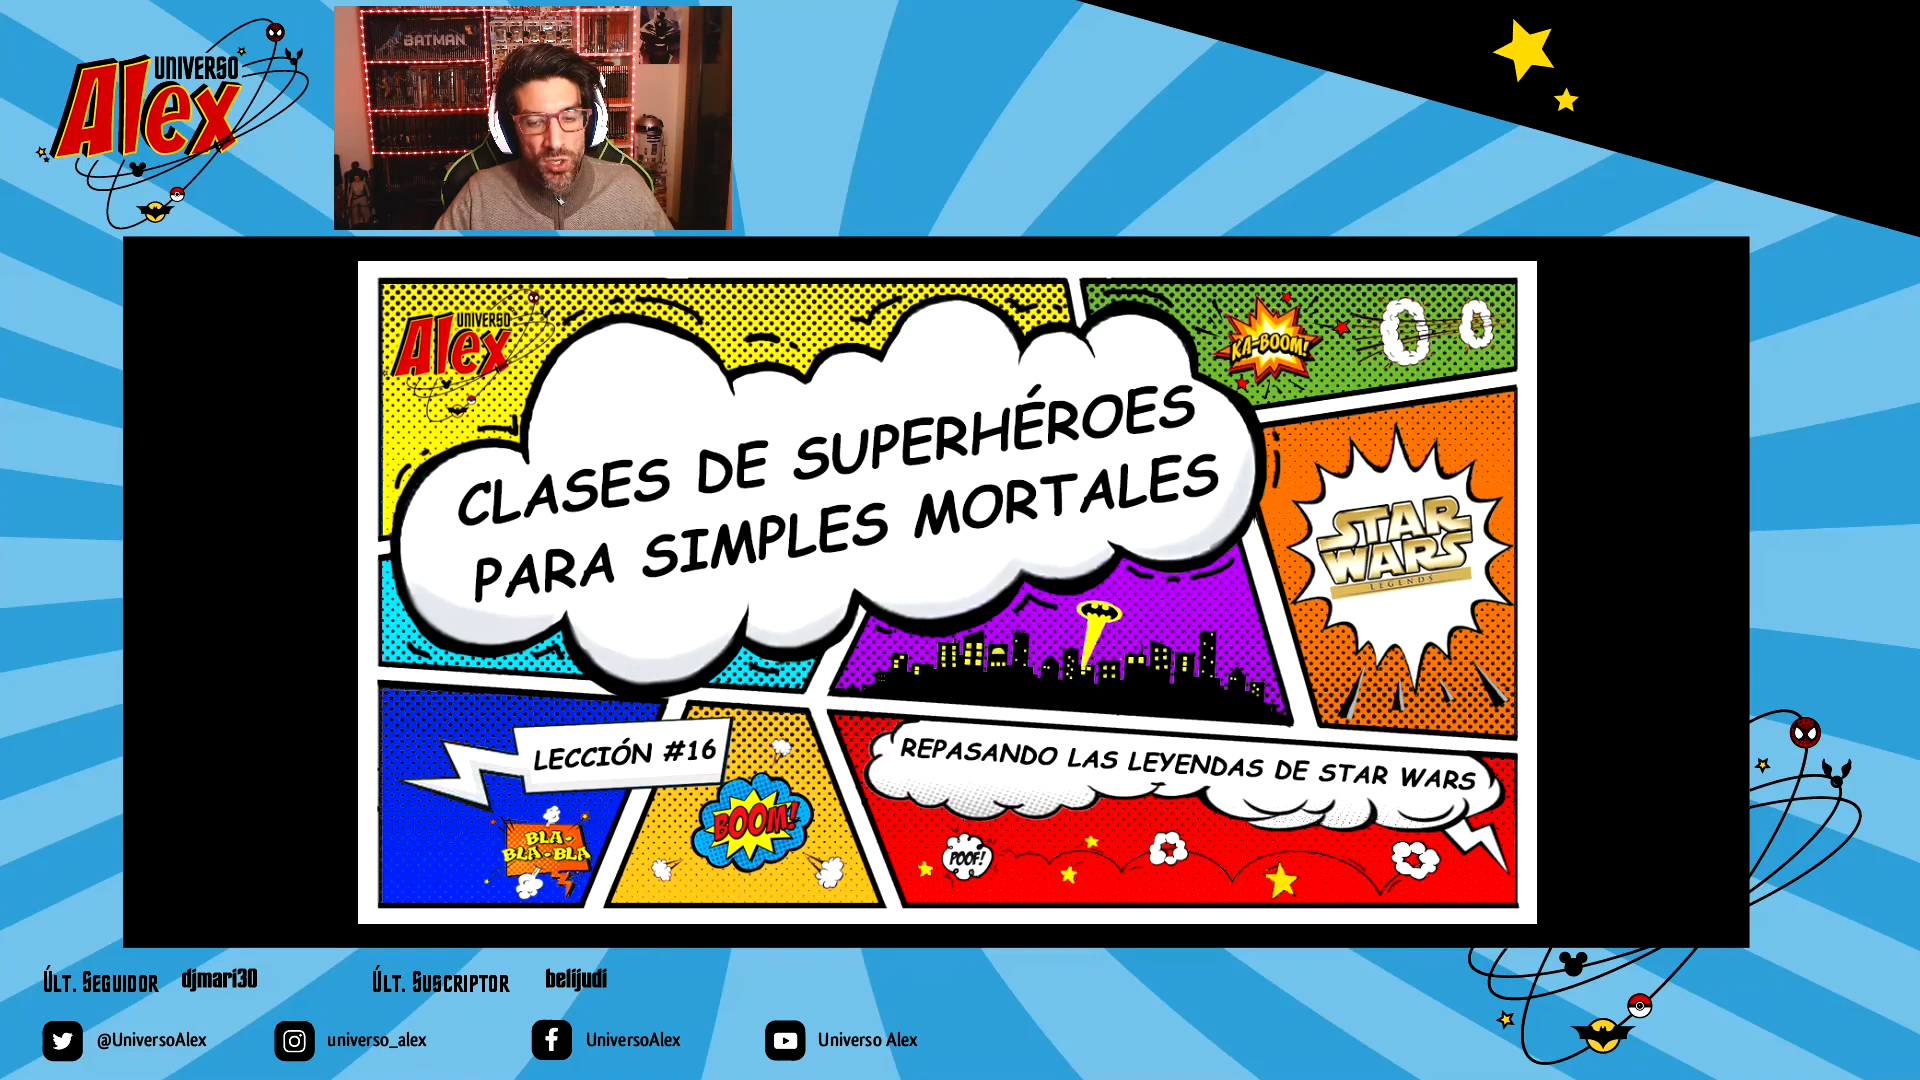 UNIVERSO
Alex
BATMAN
UNIVERSO
Alex
KA-BOOM!
CLASES DE SUPERHÉROES
PARA SIMPLES MORTALES
STAR
WARS
LEGENDS
LECCIÓN #16
REPASANDO LAS LEYENDAS DE STAR WARS
BLA-
BLA-BLA
BOOM!
POOF!
ÚLT. SEGUIDOR djmari30
ÚLT. SUSCRIPTOR belijudi
@UniversoAlex
universo_alex
UniversoAlex
Universo Alex